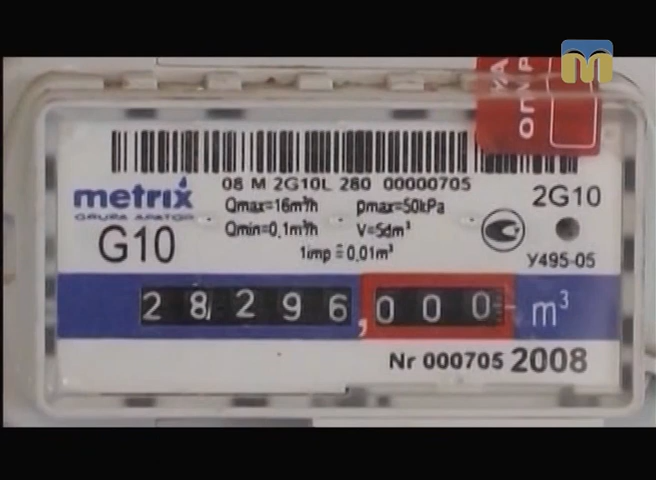 ОПЛ
08 M 2G10L 280 00000705
metrix
GRUPA APATOR
G10
Qmax=16m³/h pmax=50kPa
Qmin=0,1m³/h V=5dm³
1imp ≙ 0,01m³
2G10
У495-05
28296,000 m³
Nr 000705 2008